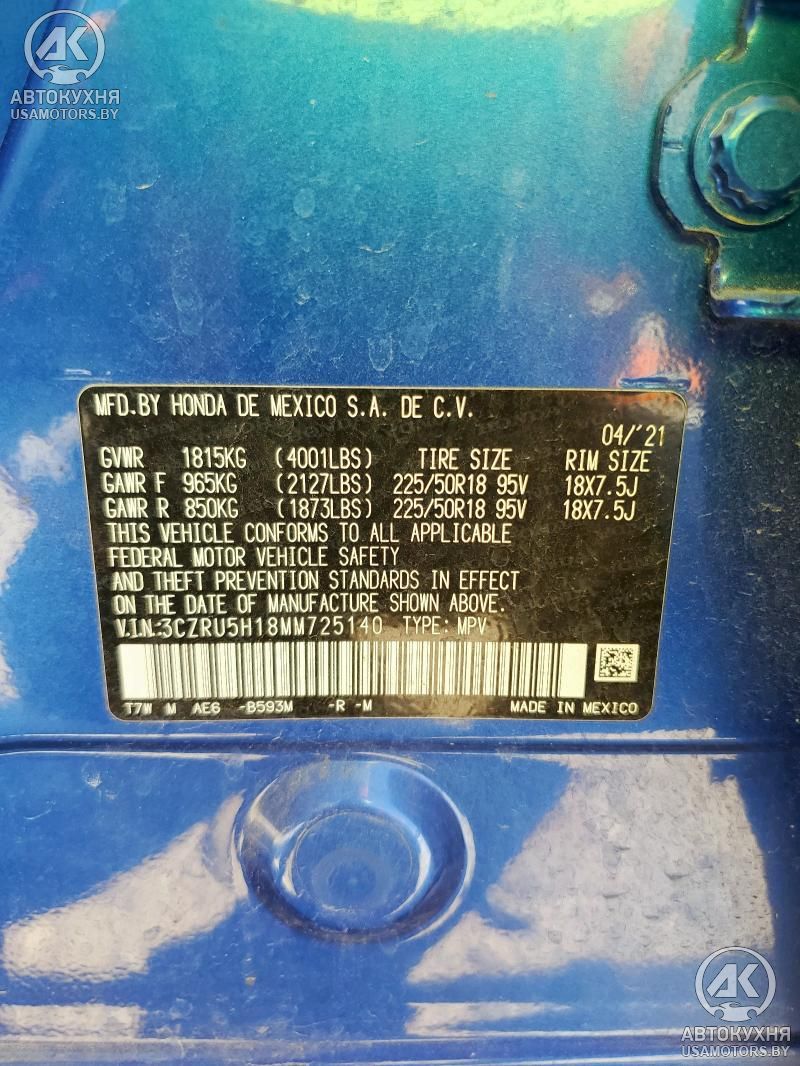 AK
АВТОКУХНЯ
USAMOTORS.BY
MFD.BY HONDA DE MEXICO S.A. DE C.V.
04/'21
GVWR 1815KG (4001LBS) TIRE SIZE RIM SIZE
GAWR F 965KG (2127LBS) 225/50R18 95V 18X7.5J
GAWR R 850KG (1873LBS) 225/50R18 95V 18X7.5J
THIS VEHICLE CONFORMS TO ALL APPLICABLE
FEDERAL MOTOR VEHICLE SAFETY
AND THEFT PREVENTION STANDARDS IN EFFECT
ON THE DATE OF MANUFACTURE SHOWN ABOVE.
V.I.N:3CZRU5H18MM725140 TYPE: MPV
T7W M AE6 -B593M -R -M MADE IN MEXICO
AK
АВТОКУХНЯ
USAMOTORS.BY